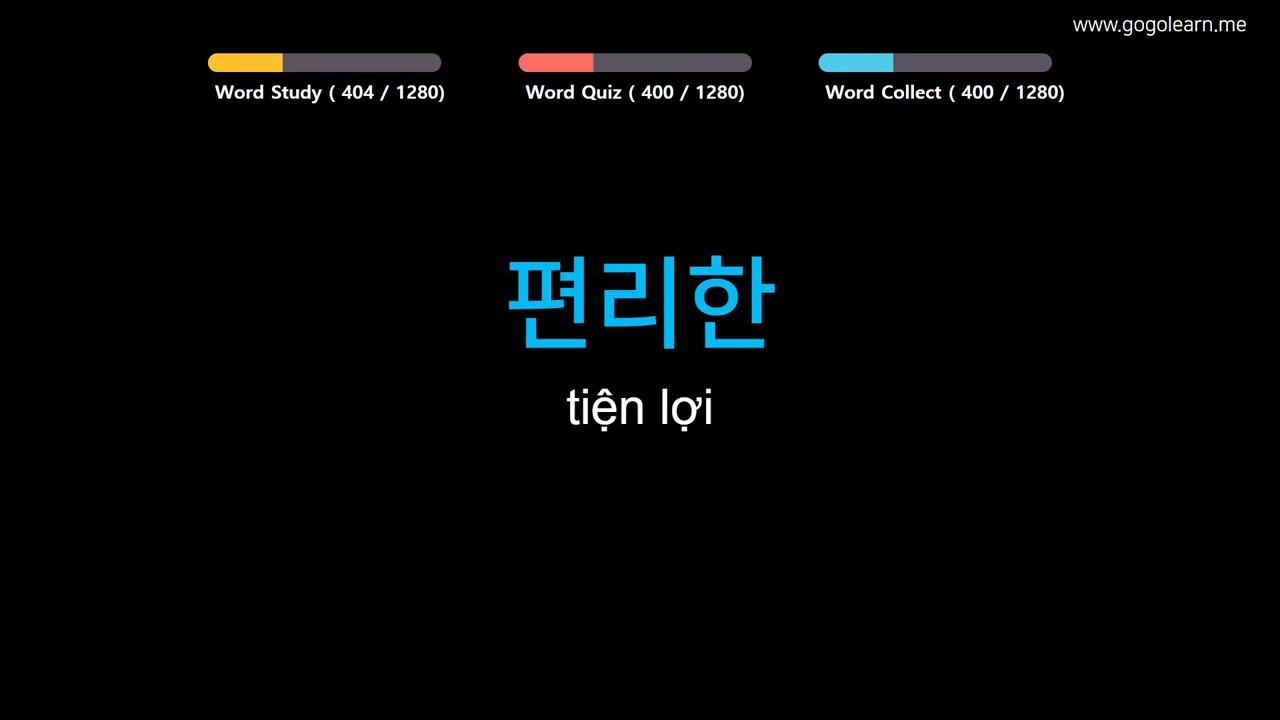 www.gogolearn.me
Word Study ( 404 / 1280)
Word Quiz ( 400 / 1280)
Word Collect ( 400 / 1280)
편리한
tiện lợi